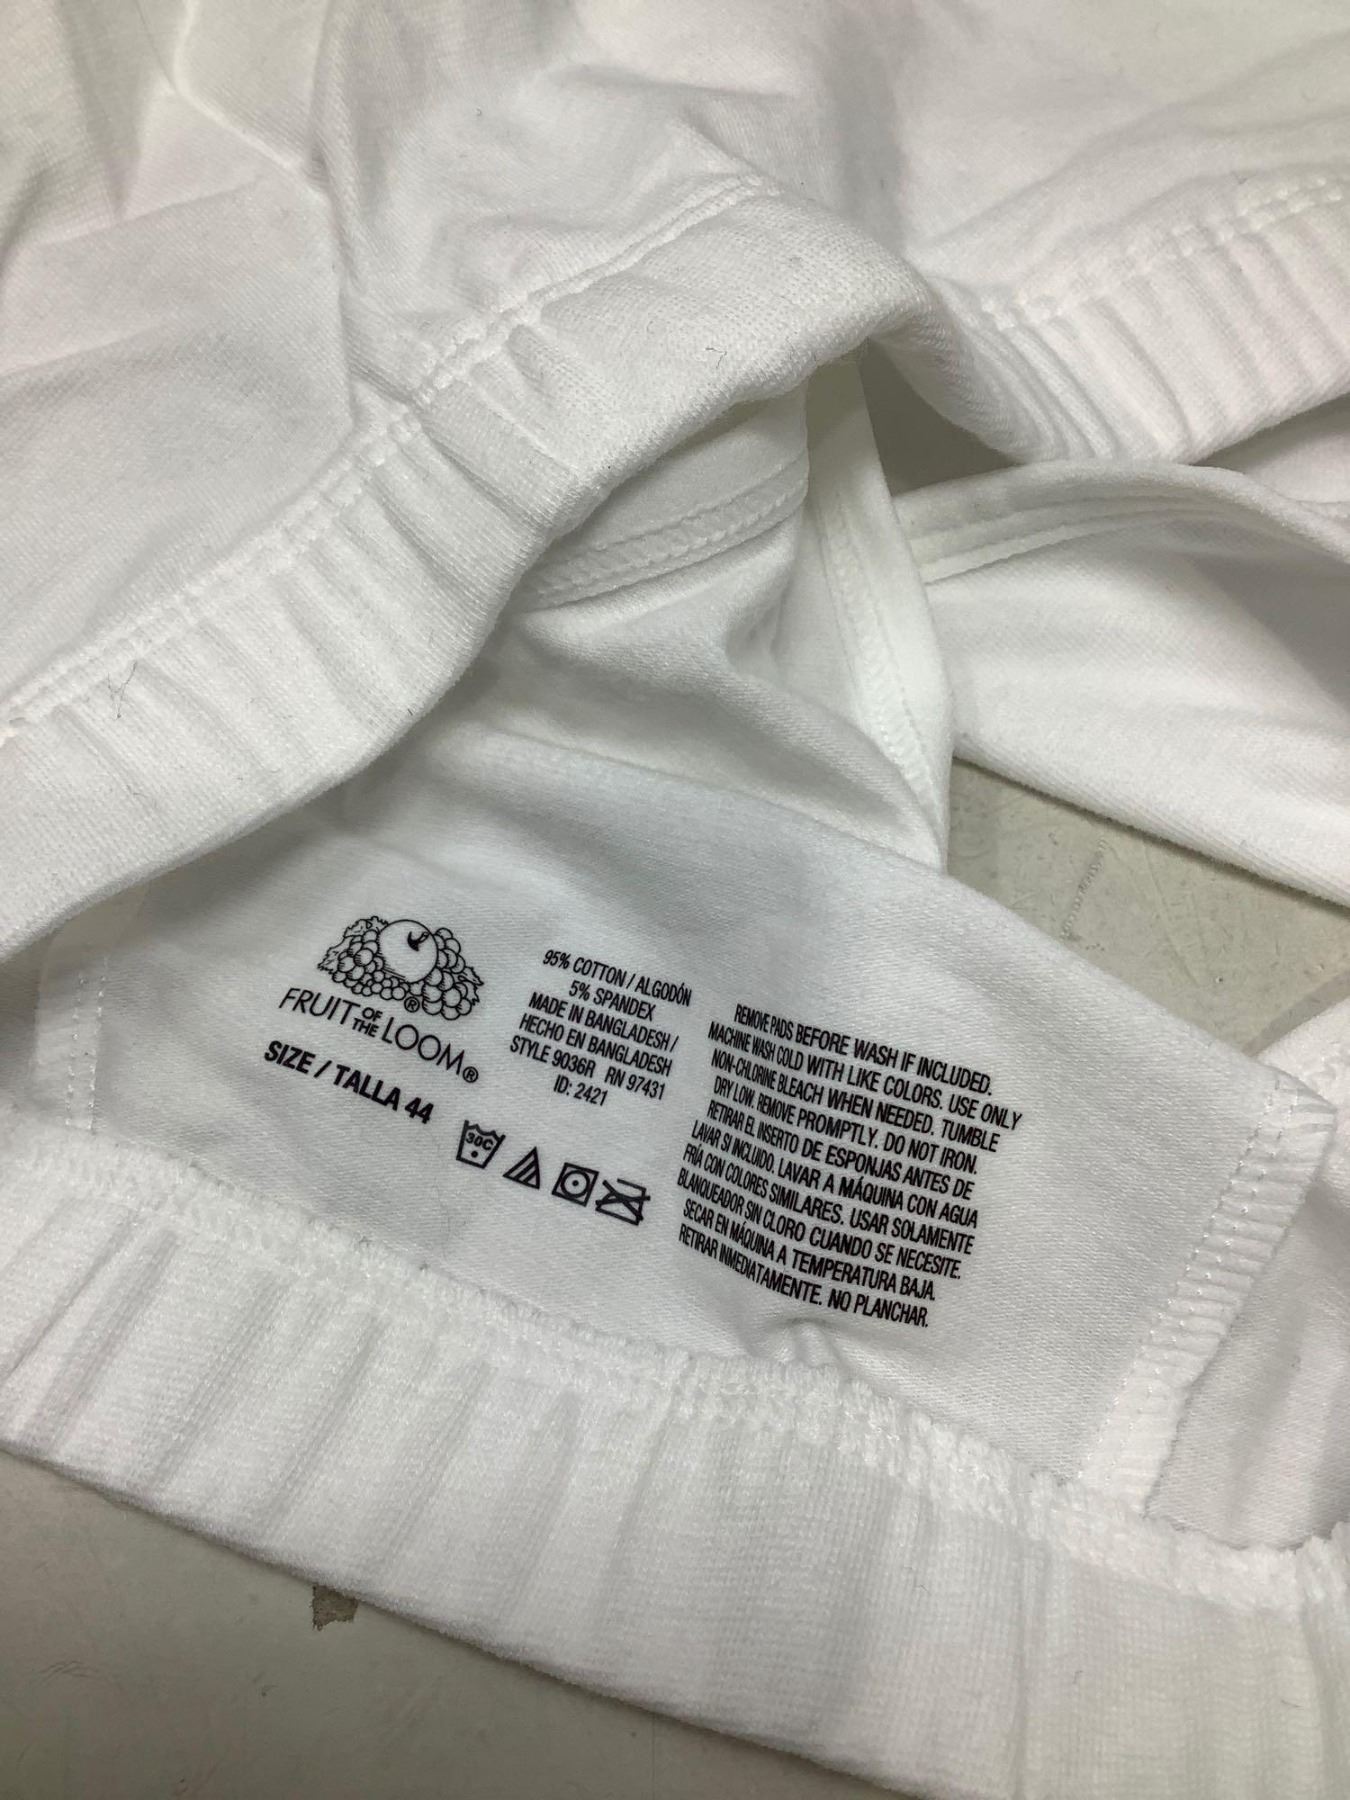 FRUIT OF THE LOOM®
SIZE / TALLA 44
95% COTTON / ALGODÓN
5% SPANDEX
MADE IN BANGLADESH /
HECHO EN BANGLADESH
STYLE 9036R RN 97431
ID: 2421
30C
REMOVE PADS BEFORE WASH IF INCLUDED.
MACHINE WASH COLD WITH LIKE COLORS. USE ONLY
NON-CHLORINE BLEACH WHEN NEEDED. TUMBLE
DRY LOW. REMOVE PROMPTLY. DO NOT IRON.
RETIRAR EL INSERTO DE ESPONJAS ANTES DE
LAVAR SI INCLUIDO. LAVAR A MÁQUINA CON AGUA
FRÍA CON COLORES SIMILARES. USAR SOLAMENTE
BLANQUEADOR SIN CLORO CUANDO SE NECESITE.
SECAR EN MÁQUINA A TEMPERATURA BAJA.
RETIRAR INMEDIATAMENTE. NO PLANCHAR.